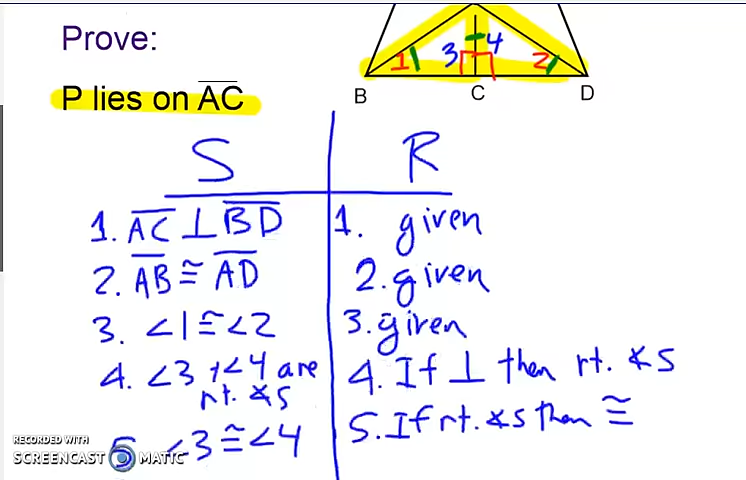 Prove:
P lies on AC
1 3 4 2
B C D
S R
1. AC ⊥ BD 1. given
2. AB ≅ AD 2. given
3. ∠1 ≅ ∠2 3. given
4. ∠3 + ∠4 are rt. ∡s 4. If ⊥ then rt. ∡s
5. ∠3 ≅ ∠4 5. If rt. ∡s then ≅
RECORDED WITH
SCREENCAST MATIC